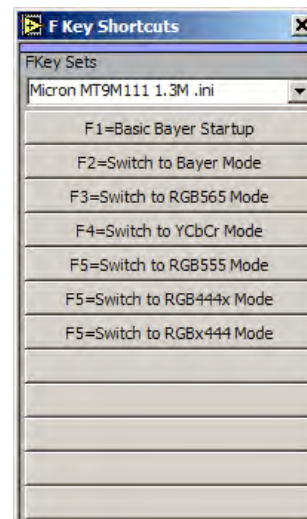 F Key Shortcuts
FKey Sets
Micron MT9M111 1.3M .ini
F1=Basic Bayer Startup
F2=Switch to Bayer Mode
F3=Switch to RGB565 Mode
F4=Switch to YCbCr Mode
F5=Switch to RGB555 Mode
F5=Switch to RGB444x Mode
F5=Switch to RGBx444 Mode